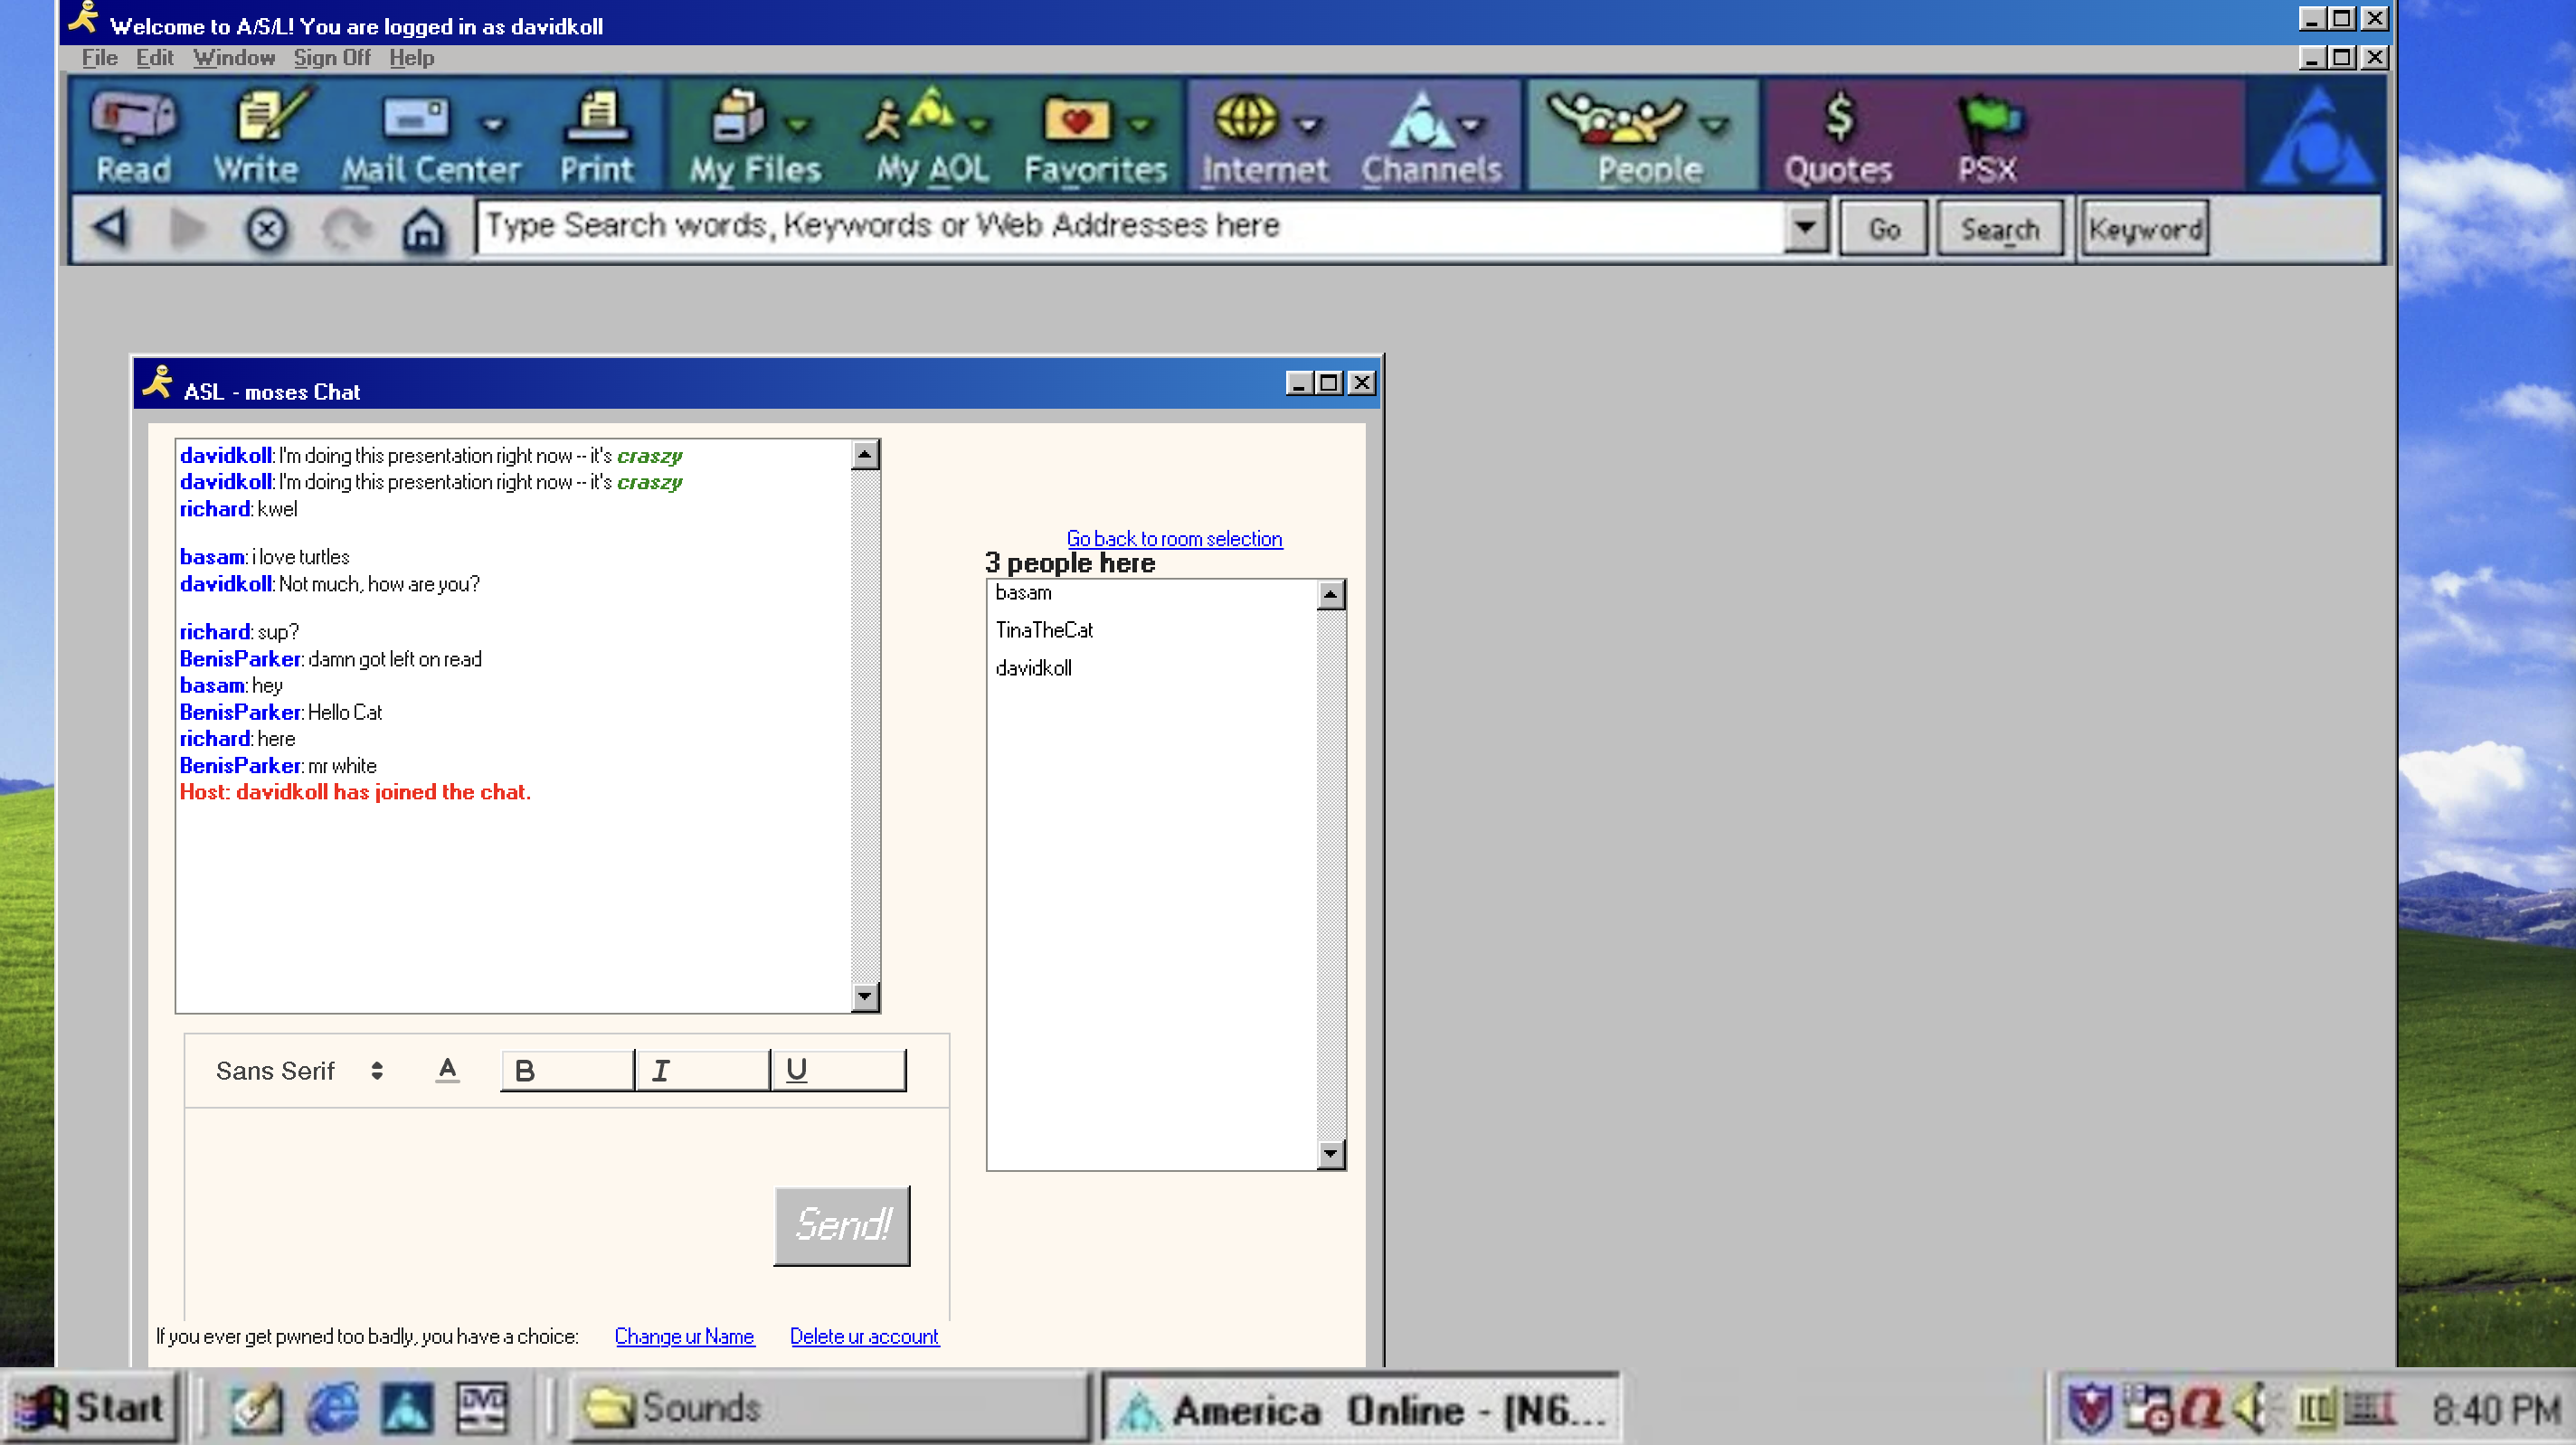 Welcome to A/S/L! You are logged in as davidkoll
File Edit Window Sign Off Help
Read Write Mail Center Print My Files My AOL Favorites Internet Channels People Quotes PSX
Type Search words, Keywords or Web Addresses here Go Search Keyword
ASL - moses Chat
davidkoll: I'm doing this presentation right now -- it's craszy
davidkoll: I'm doing this presentation right now -- it's craszy
richard: kwel
basam: i love turtles
davidkoll: Not much, how are you?
richard: sup?
BenisParker: damn got left on read
basam: hey
BenisParker: Hello Cat
richard: here
BenisParker: mr white
Host: davidkoll has joined the chat.
Go back to room selection
3 people here
basam
TinaTheCat
davidkoll
Sans Serif A B I U
Send!
If you ever get pwned too badly, you have a choice: Change ur Name Delete ur account
Start DVD Sounds America Online - [N6... 8:40 PM